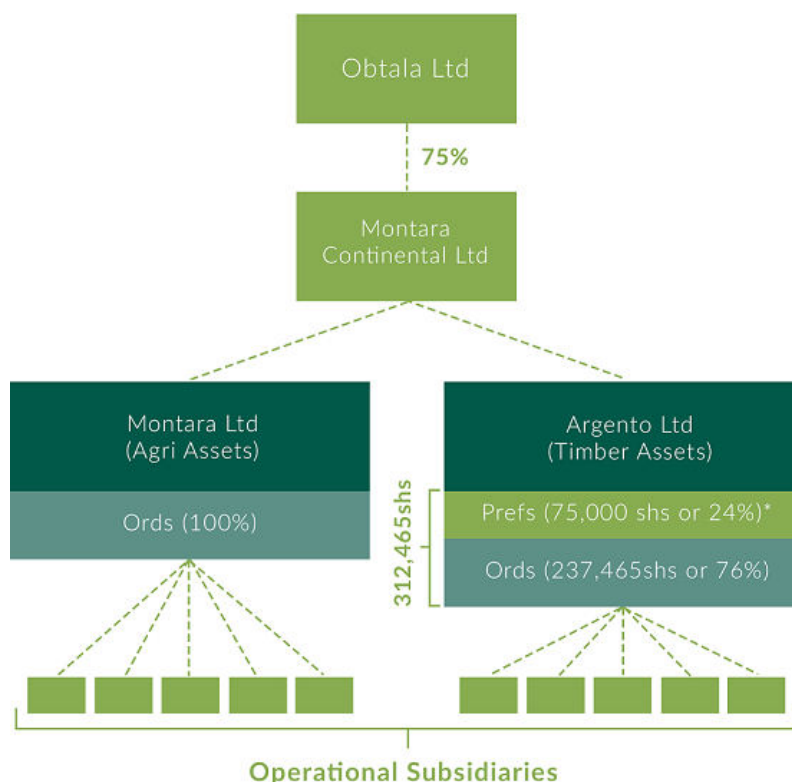 Obtala Ltd
75%
Montara
Continental Ltd
Montara Ltd
(Agri Assets)
Ords (100%)
Argento Ltd
(Timber Assets)
312,465shs
Prefs (75,000 shs or 24%)*
Ords (237,465shs or 76%)
Operational Subsidiaries